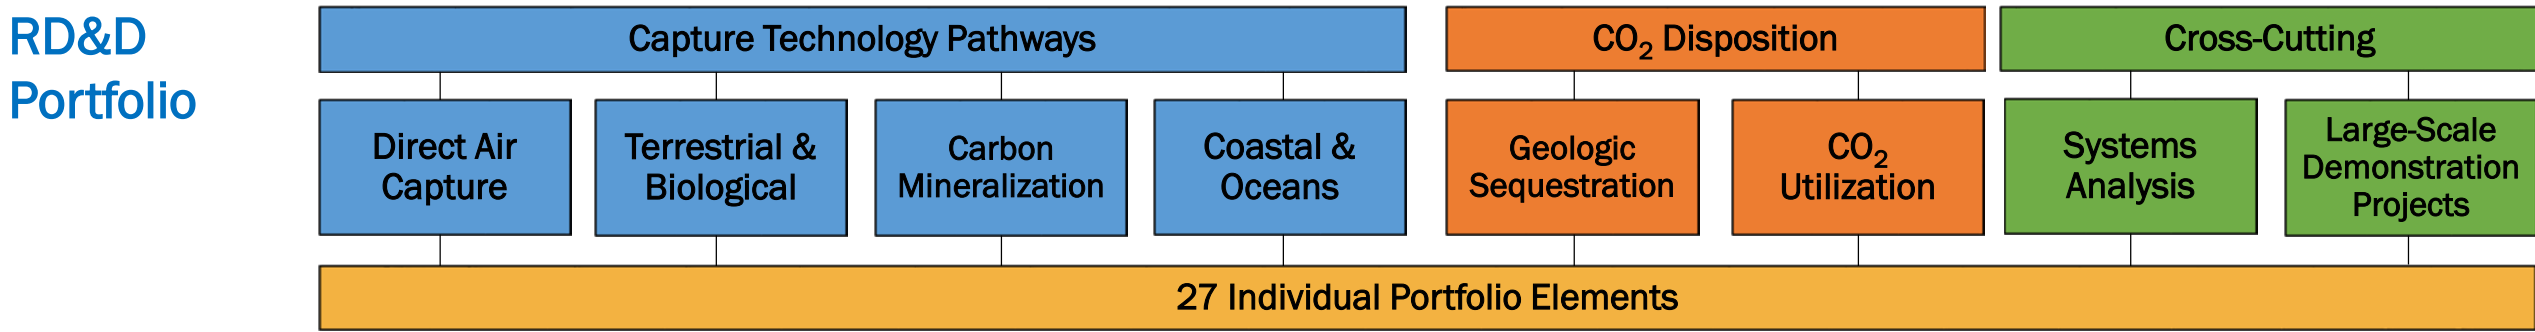 RD&D
Portfolio
Capture Technology Pathways
CO₂ Disposition
Cross-Cutting
Direct Air
Capture
Terrestrial &
Biological
Carbon
Mineralization
Coastal &
Oceans
Geologic
Sequestration
CO₂
Utilization
Systems
Analysis
Large-Scale
Demonstration
Projects
27 Individual Portfolio Elements